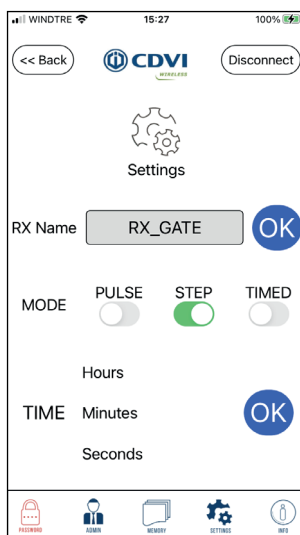 WINDTRE 15:27 100%
<< Back CDVI Disconnect
WIRELESS
Settings
RX Name RX_GATE OK
PULSE STEP TIMED
MODE
Hours
TIME Minutes OK
Seconds
PASSWORD ADMIN MEMORY SETTINGS INFO